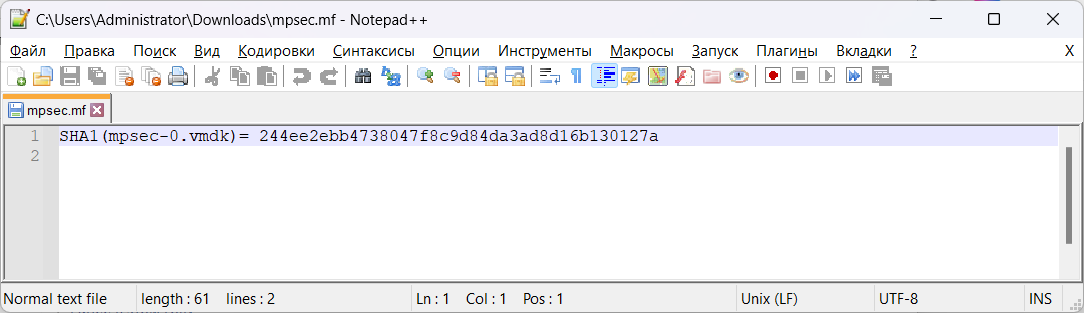 C:\Users\Administrator\Downloads\mpsec.mf - Notepad++
Файл Правка Поиск Вид Кодировки Синтаксисы Опции Инструменты Макросы Запуск Плагины Вкладки ? X
mpsec.mf
1 SHA1(mpsec-0.vmdk)= 244ee2ebb4738047f8c9d84da3ad8d16b130127a
2
Normal text file length : 61 lines : 2 Ln : 1 Col : 1 Pos : 1 Unix (LF) UTF-8 INS